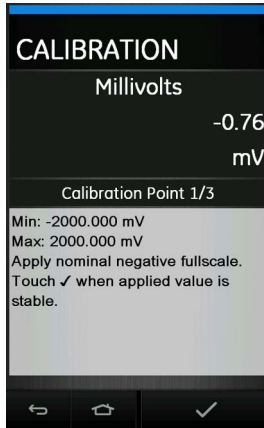 CALIBRATION
Millivolts
-0.76
mV
Calibration Point 1/3
Min: -2000.000 mV
Max: 2000.000 mV
Apply nominal negative fullscale.
Touch ✓ when applied value is
stable.